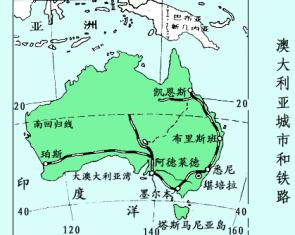 亚 洲
巴布亚
新几内亚
凯恩斯
20
20
南回归线
布里斯班
珀斯
阿德莱德
大澳大利亚湾
悉尼
堪培拉
墨尔本
印 度 洋
40
40
塔斯马尼亚岛
120
140
160
澳大利亚城市和铁路